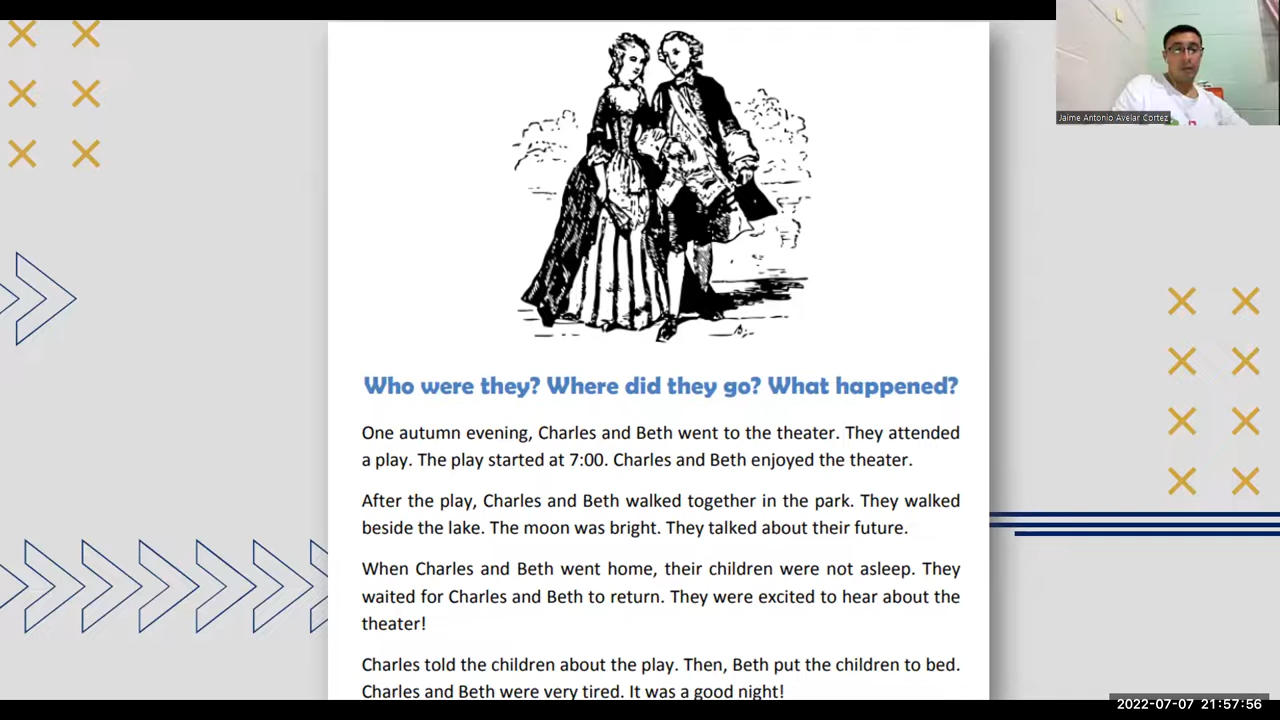 Jaime Antonio Avelar Cortez
Who were they? Where did they go? What happened?
One autumn evening, Charles and Beth went to the theater. They attended
a play. The play started at 7:00. Charles and Beth enjoyed the theater.
After the play, Charles and Beth walked together in the park. They walked
beside the lake. The moon was bright. They talked about their future.
When Charles and Beth went home, their children were not asleep. They
waited for Charles and Beth to return. They were excited to hear about the
theater!
Charles told the children about the play. Then, Beth put the children to bed.
Charles and Beth were very tired. It was a good night!
2022-07-07 21:57:56